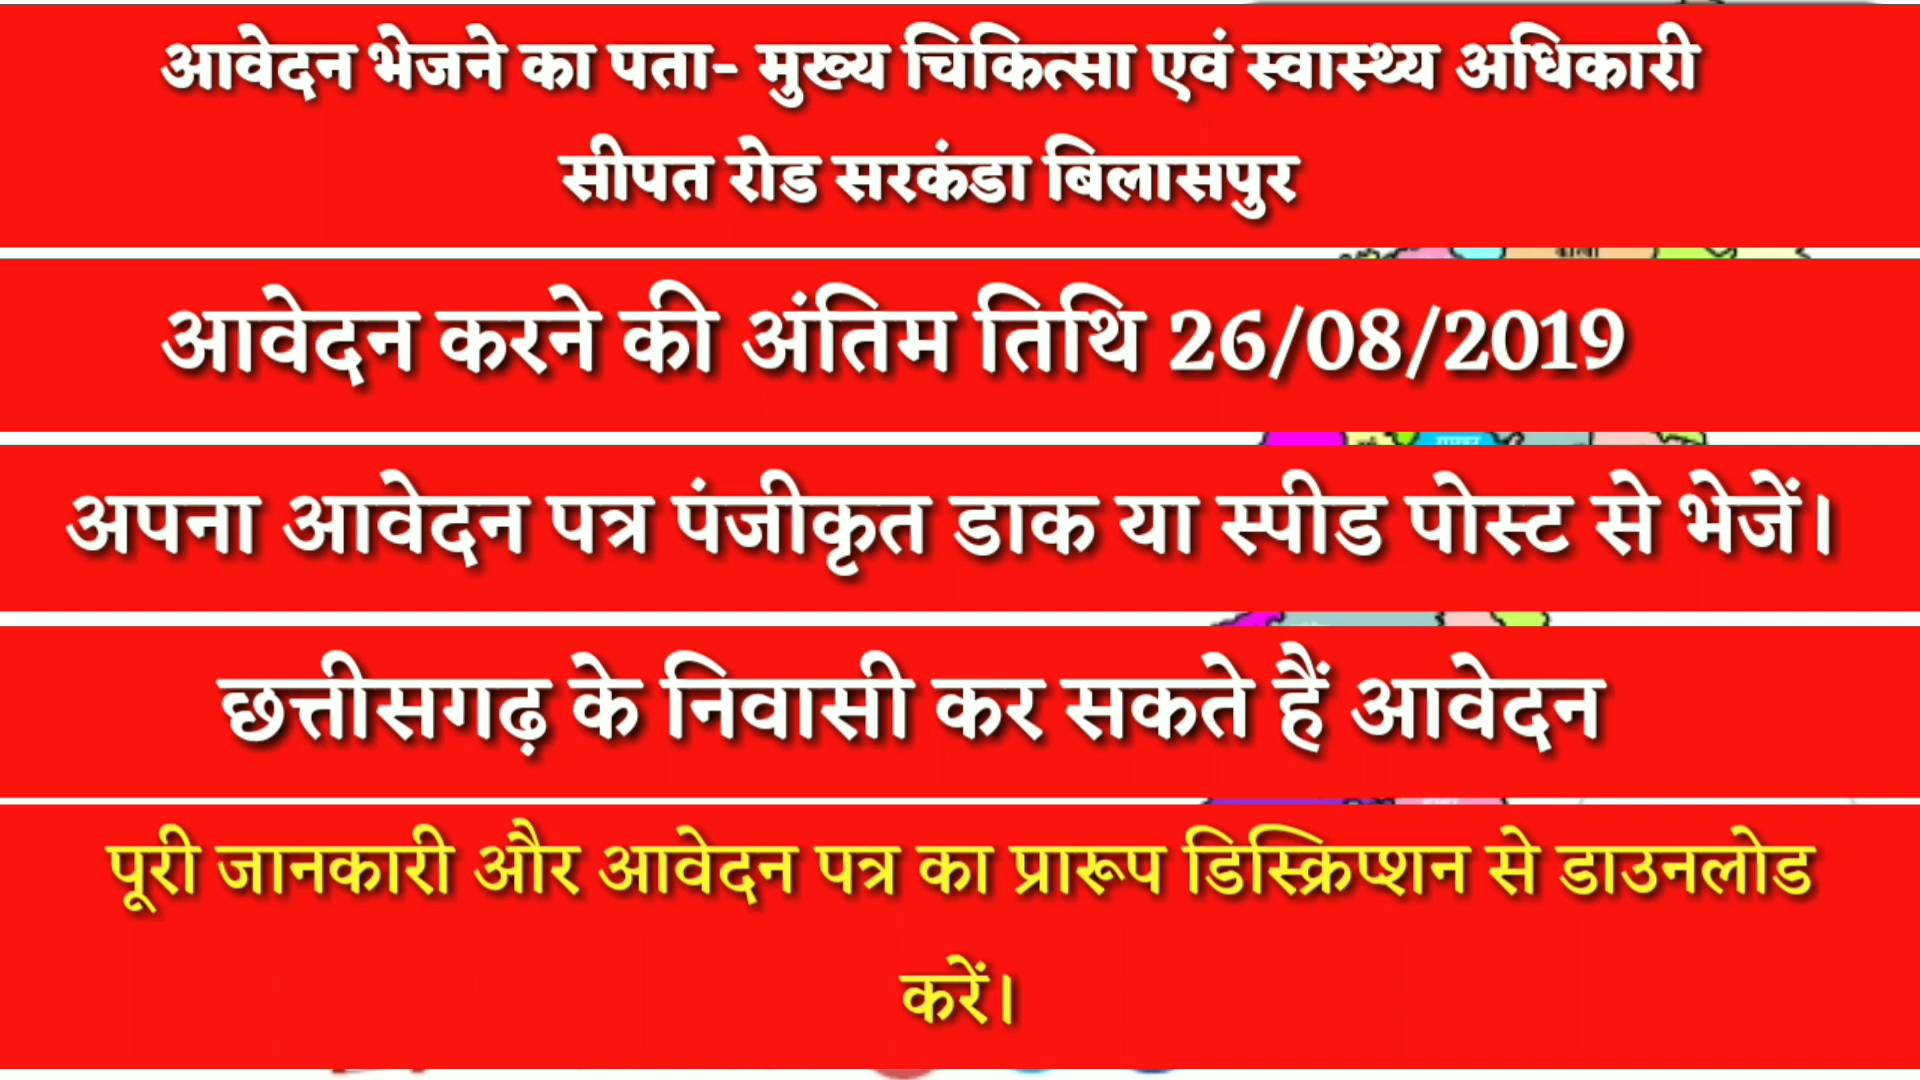 आवेदन भेजने का पता- मुख्य चिकित्सा एवं स्वास्थ्य अधिकारी
सीपत रोड सरकंडा बिलासपुर
आवेदन करने की अंतिम तिथि 26/08/2019
अपना आवेदन पत्र पंजीकृत डाक या स्पीड पोस्ट से भेजें।
छत्तीसगढ़ के निवासी कर सकते हैं आवेदन
पूरी जानकारी और आवेदन पत्र का प्रारूप डिस्क्रिप्शन से डाउनलोड
करें।